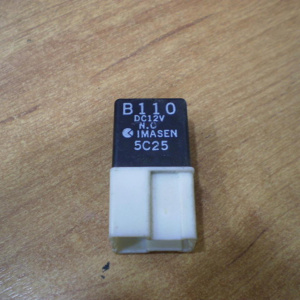 B110
DC12V
N.O
IMASEN
5C25